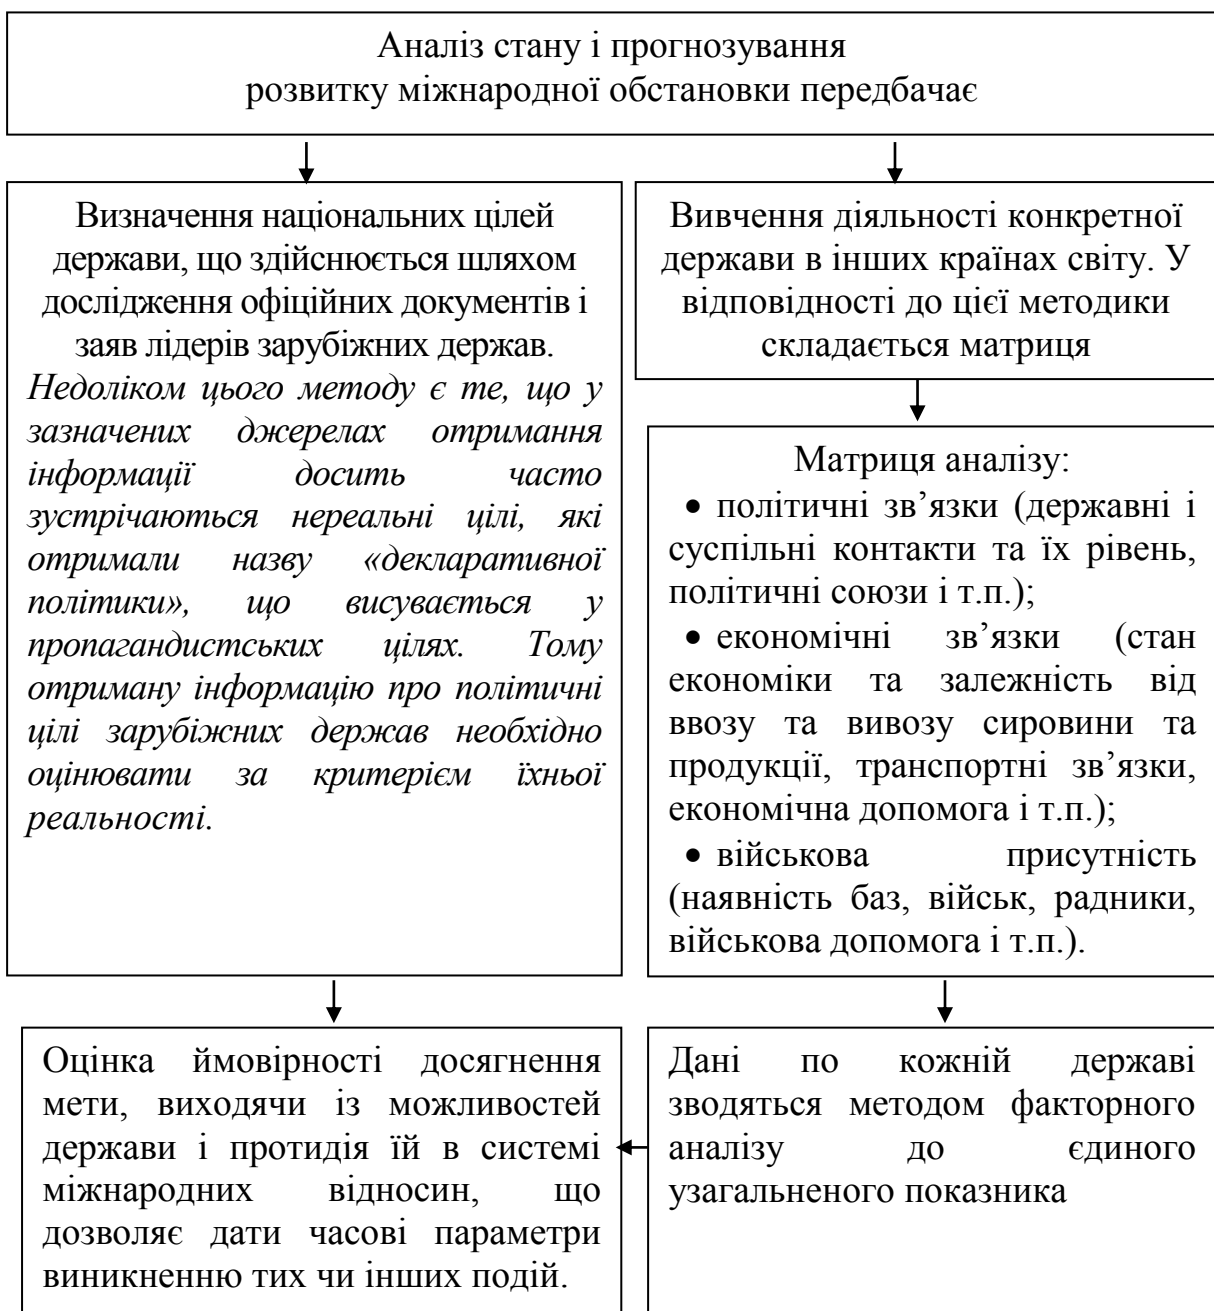 Аналіз стану і прогнозування
розвитку міжнародної обстановки передбачає
Визначення національних цілей
держави, що здійснюється шляхом
дослідження офіційних документів і
заяв лідерів зарубіжних держав.
Недоліком цього методу є те, що у
зазначених джерелах отримання
інформації досить часто
зустрічаються нереальні цілі, які
отримали назву «декларативної
політики», що висувається у
пропагандистських цілях. Тому
отриману інформацію про політичні
цілі зарубіжних держав необхідно
оцінювати за критерієм їхньої
реальності.
Вивчення діяльності конкретної
держави в інших країнах світу. У
відповідності до цієї методики
складається матриця
Матриця аналізу:
• політичні зв’язки (державні і
суспільні контакти та їх рівень,
політичні союзи і т.п.);
• економічні зв’язки (стан
економіки та залежність від
ввозу та вивозу сировини та
продукції, транспортні зв’язки,
економічна допомога і т.п.);
• військова присутність
(наявність баз, військ, радники,
військова допомога і т.п.).
Оцінка ймовірності досягнення
мети, виходячи із можливостей
держави і протидія їй в системі
міжнародних відносин, що
дозволяє дати часові параметри
виникненню тих чи інших подій.
Дані по кожній державі
зводяться методом факторного
аналізу до єдиного
узагальненого показника